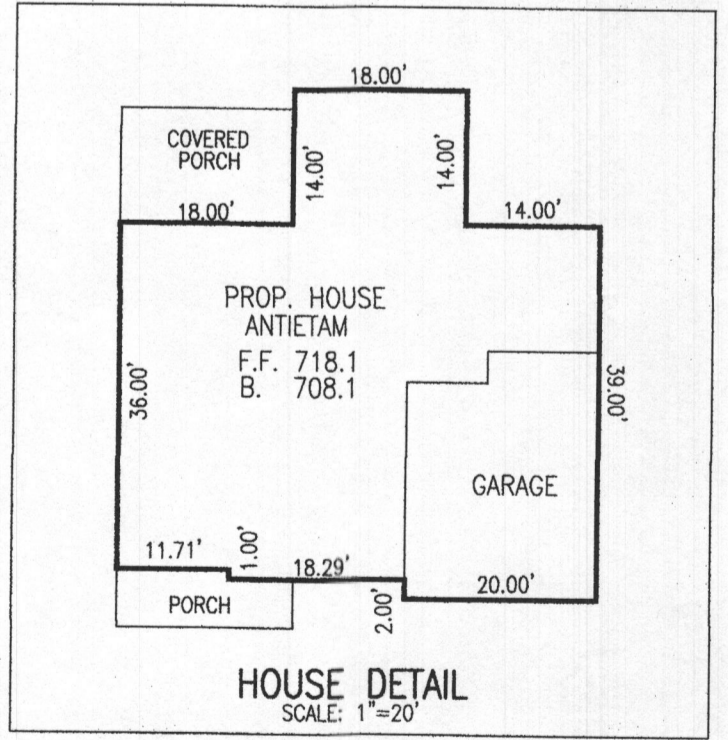 18.00'
COVERED
PORCH
14.00'
14.00'
18.00'
14.00'
PROP. HOUSE
ANTIETAM
F.F. 718.1
B. 708.1
36.00'
39.00'
GARAGE
11.71'
1.00'
18.29'
20.00'
PORCH
2.00'
HOUSE DETAIL
SCALE: 1"=20'